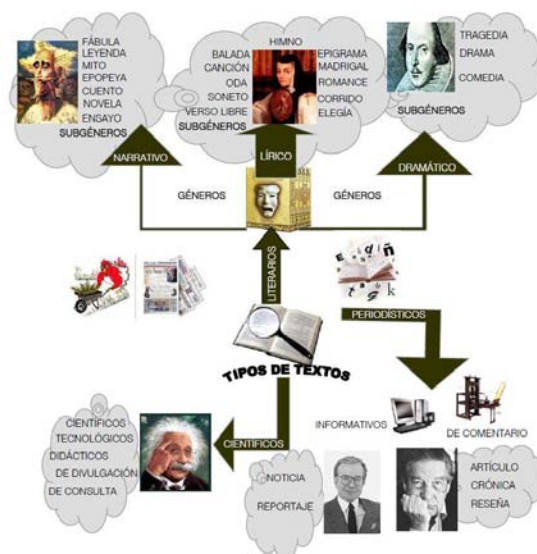 FÁBULA
LEYENDA
MITO
EPOPEYA
CUENTO
NOVELA
ENSAYO
SUBGÉNEROS
HIMNO
BALADA
CANCIÓN
ODA
SONETO
VERSO LIBRE
SUBGÉNEROS
EPIGRAMA
MADRIGAL
ROMANCE
CORRIDO
ELEGÍA
TRAGEDIA
DRAMA
COMEDIA
SUBGÉNEROS
NARRATIVO
LÍRICO
DRAMÁTICO
GÉNEROS
GÉNEROS
LITERARIOS
PERIODÍSTICOS
TIPOS DE TEXTOS
CIENTÍFICOS
CIENTÍFICOS
TECNOLÓGICOS
DIDÁCTICOS
DE DIVULGACIÓN
DE CONSULTA
INFORMATIVOS
DE COMENTARIO
NOTICIA
REPORTAJE
ARTÍCULO
CRÓNICA
RESEÑA